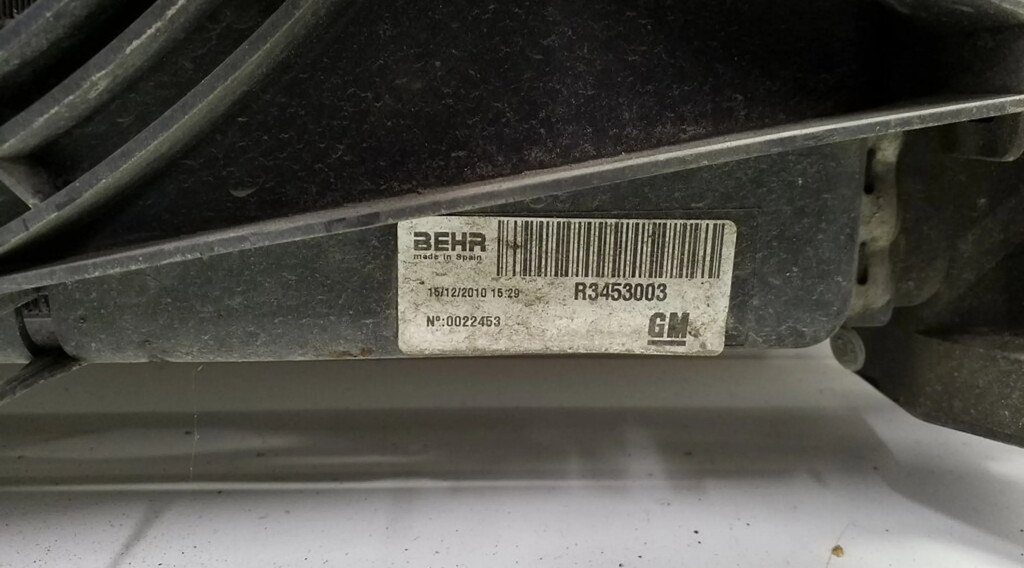 BEHR
made in Spain
15/12/2010 15:29
R3453003
Nº:0022453
GM